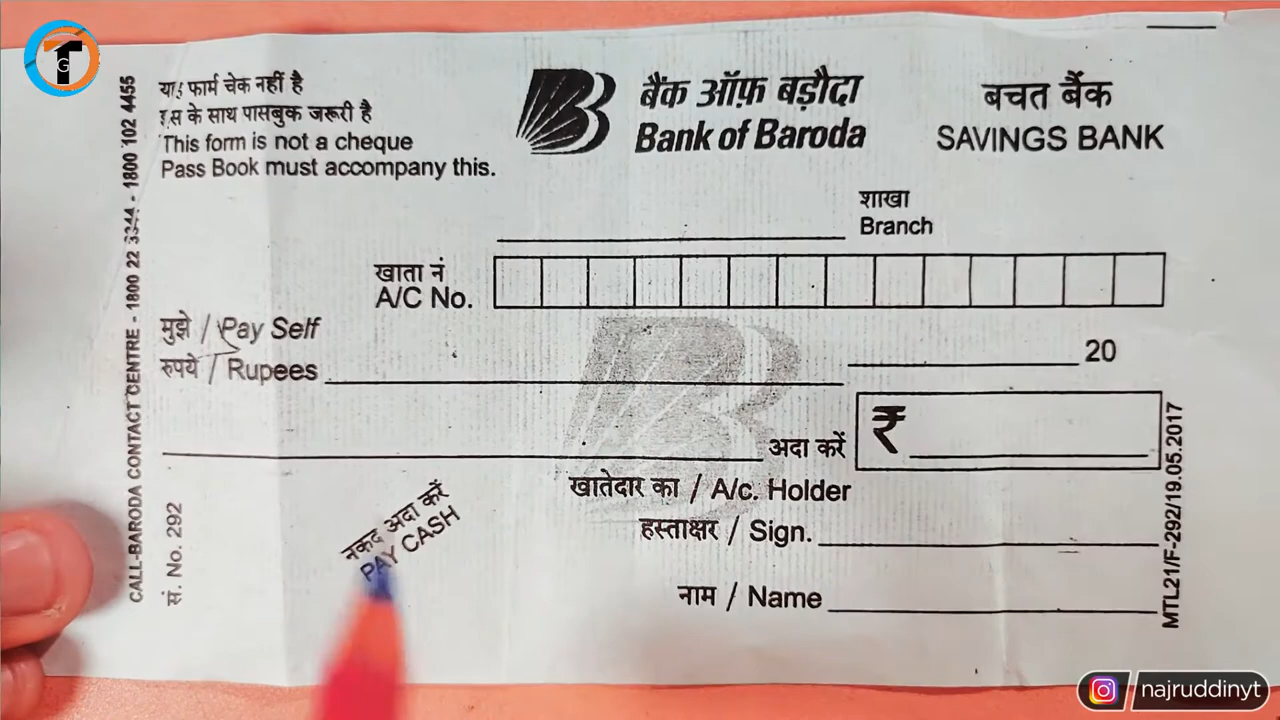 TG
यह फार्म चेक नहीं है
इस के साथ पासबुक जरूरी है
This form is not a cheque
Pass Book must accompany this.
बैंक ऑफ़ बड़ौदा
Bank of Baroda
बचत बैंक
SAVINGS BANK
शाखा
Branch
खाता नं
A/C No.
मुझे / Pay Self
20
रुपये / Rupees
अदा करें
₹
खातेदार का / A/c. Holder
हस्ताक्षर / Sign.
नाम / Name
नकद अदा करें
PAY CASH
CALL-BARODA CONTACT CENTRE - 1800 22 3344 - 1800 102 4455
सं. No. 292
MTL21/F-292/19.05.2017
najruddinyt